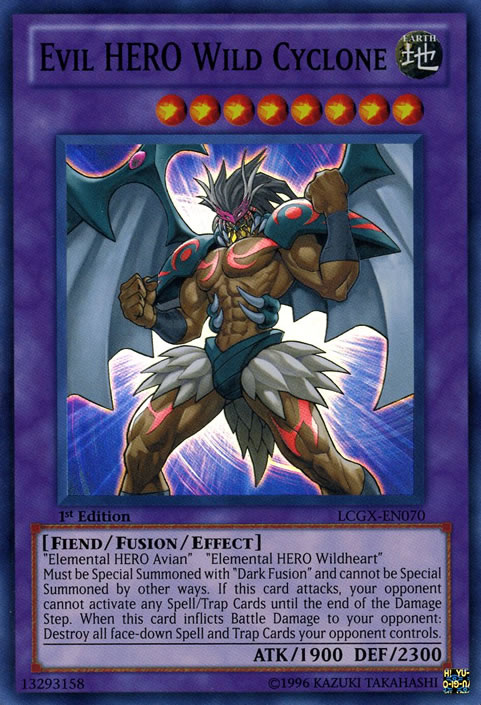 Evil HERO Wild Cyclone
EARTH
地
1st Edition
LCGX-EN070
[Fiend/Fusion/Effect]
"Elemental HERO Avian" "Elemental HERO Wildheart"
Must be Special Summoned with "Dark Fusion" and cannot be Special
Summoned by other ways. If this card attacks, your opponent
cannot activate any Spell/Trap Cards until the end of the Damage
Step. When this card inflicts Battle Damage to your opponent:
Destroy all face-down Spell and Trap Cards your opponent controls.
ATK/1900 DEF/2300
13293158
©1996 KAZUKI TAKAHASHI